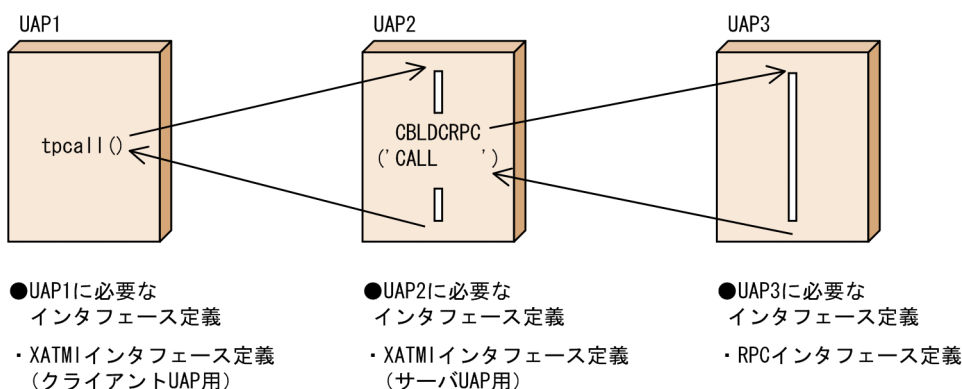 UAP1
UAP2
UAP3
tpcall()
CBLDCRPC
('CALL    ')
●UAP1に必要な
インタフェース定義
・XATMIインタフェース定義
(クライアントUAP用)
●UAP2に必要な
インタフェース定義
・XATMIインタフェース定義
(サーバUAP用)
●UAP3に必要な
インタフェース定義
・RPCインタフェース定義